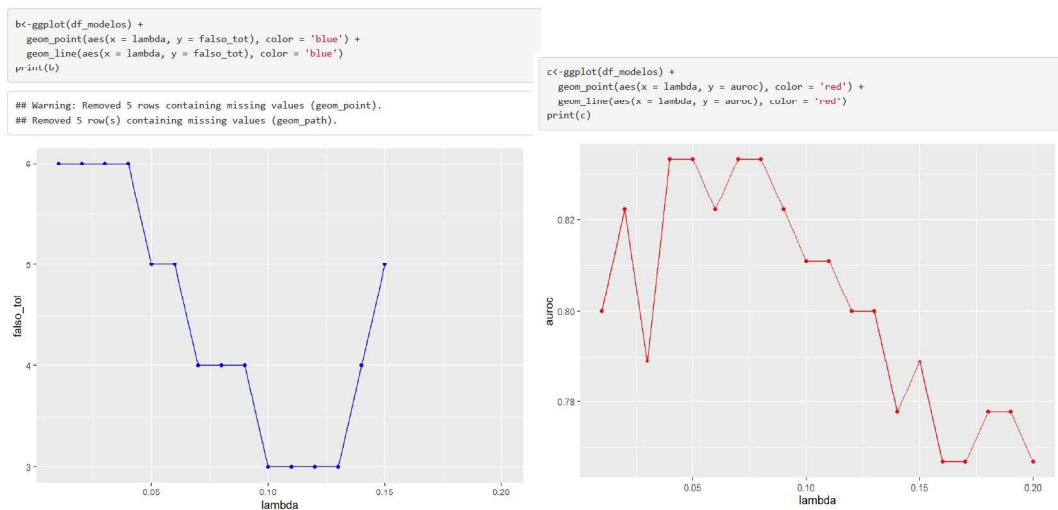 b<-ggplot(df_modelos) +
geom_point(aes(x = lambda, y = falso_tot), color = 'blue') +
geom_line(aes(x = lambda, y = falso_tot), color = 'blue')
print(b)
## Warning: Removed 5 rows containing missing values (geom_point).
## Removed 5 row(s) containing missing values (geom_path).
6
5
4
3
falso_tot
0.05
0.10
0.15
0.20
lambda
c<-ggplot(df_modelos) +
geom_point(aes(x = lambda, y = auroc), color = 'red') +
geom_line(aes(x = lambda, y = auroc), color = 'red')
print(c)
0.82
0.80
0.78
auroc
0.05
0.10
0.15
0.20
lambda